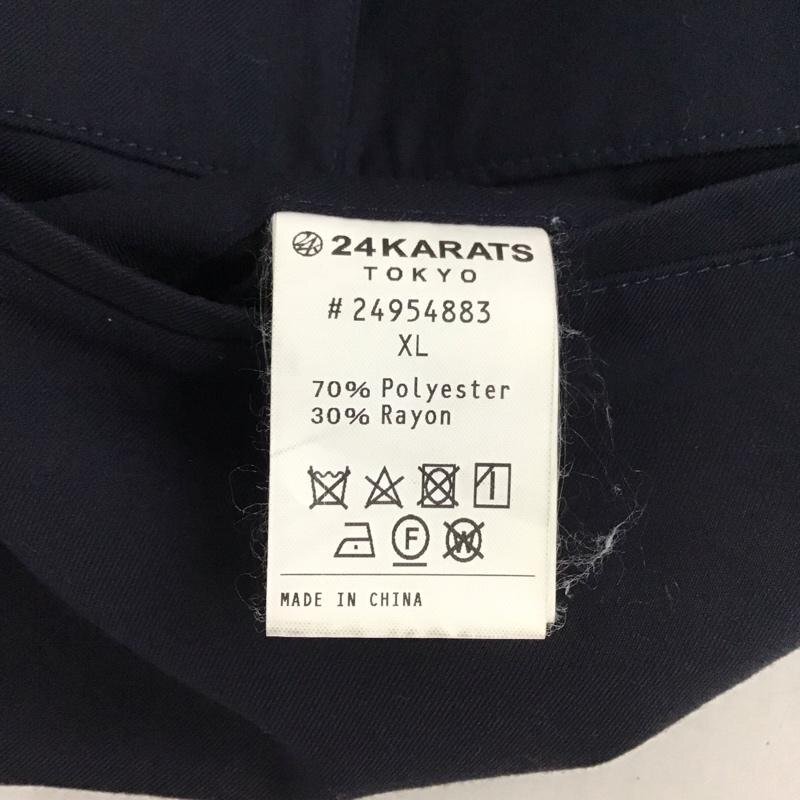 24KARATS
TOKYO
# 24954883
XL
70% Polyester
30% Rayon
F W
MADE IN CHINA